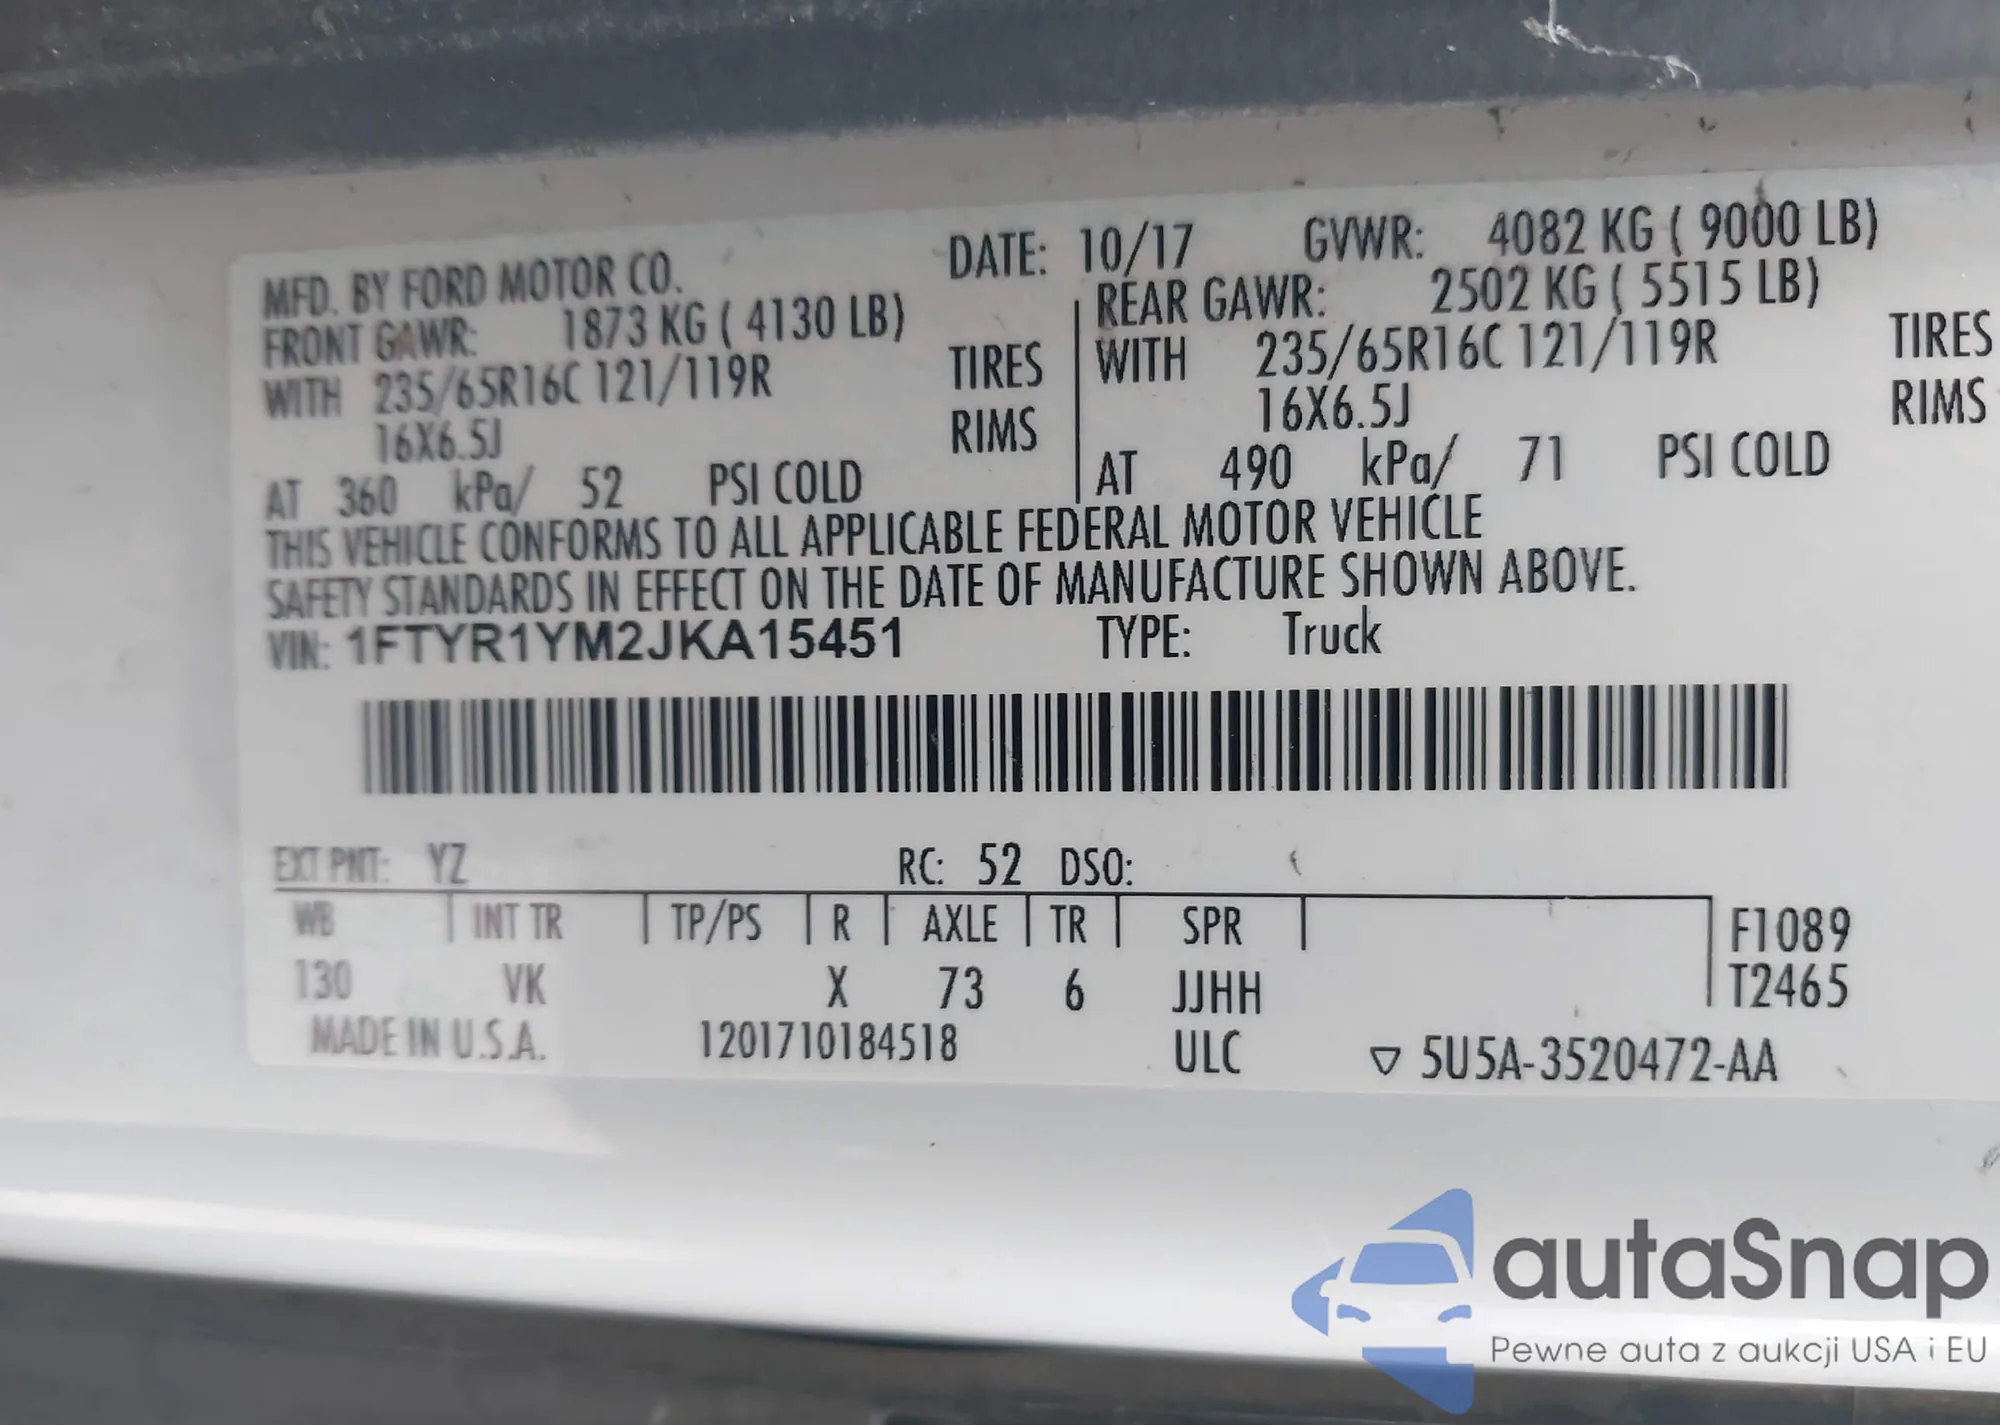 MFD. BY FORD MOTOR CO. DATE: 10/17 GVWR: 4082 KG ( 9000 LB)
FRONT GAWR: 1873 KG ( 4130 LB) REAR GAWR: 2502 KG ( 5515 LB)
WITH 235/65R16C 121/119R TIRES WITH 235/65R16C 121/119R TIRES
16X6.5J RIMS 16X6.5J RIMS
AT 360 kPa/ 52 PSI COLD AT 490 kPa/ 71 PSI COLD
THIS VEHICLE CONFORMS TO ALL APPLICABLE FEDERAL MOTOR VEHICLE
SAFETY STANDARDS IN EFFECT ON THE DATE OF MANUFACTURE SHOWN ABOVE.
VIN: 1FTYR1YM2JKA15451 TYPE: Truck
EXT PNT: YZ RC: 52 DSO:
WB INT TR TP/PS R AXLE TR SPR F1089
130 VK X 73 6 JJHH T2465
MADE IN U.S.A. 1201710184518 ULC ▽ 5U5A-3520472-AA
autaSnap
Pewne auta z aukcji USA i EU